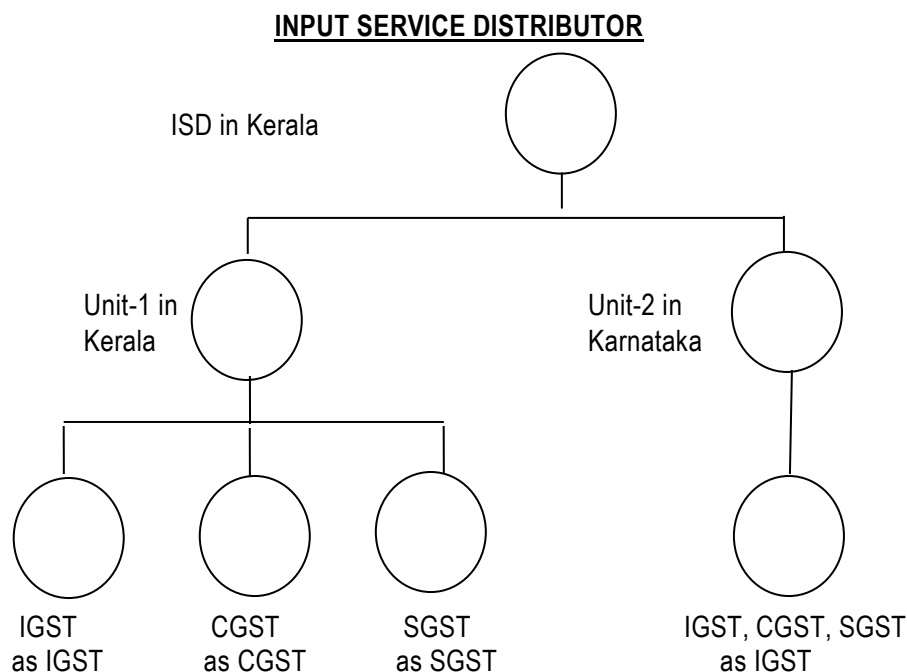 INPUT SERVICE DISTRIBUTOR
ISD in Kerala
Unit-1 in
Kerala
Unit-2 in
Karnataka
IGST
as IGST
CGST
as CGST
SGST
as SGST
IGST, CGST, SGST
as IGST